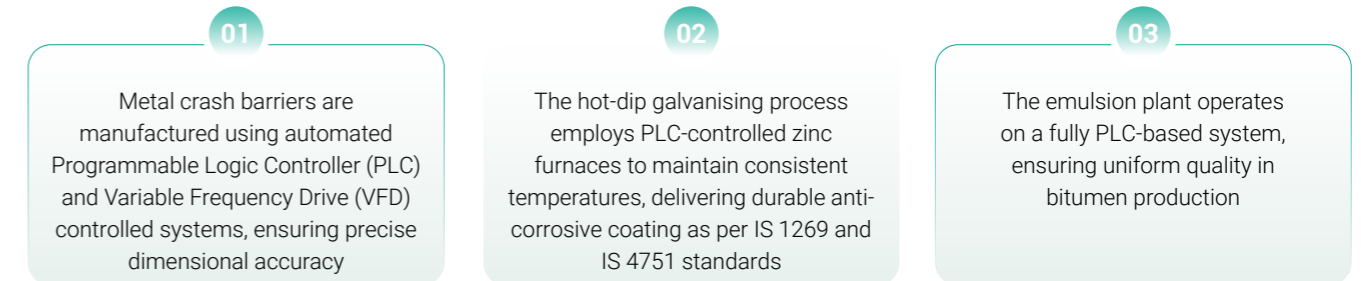 01
Metal crash barriers are
manufactured using automated
Programmable Logic Controller (PLC)
and Variable Frequency Drive (VFD)
controlled systems, ensuring precise
dimensional accuracy
02
The hot-dip galvanising process
employs PLC-controlled zinc
furnaces to maintain consistent
temperatures, delivering durable anti-
corrosive coating as per IS 1269 and
IS 4751 standards
03
The emulsion plant operates
on a fully PLC-based system,
ensuring uniform quality in
bitumen production